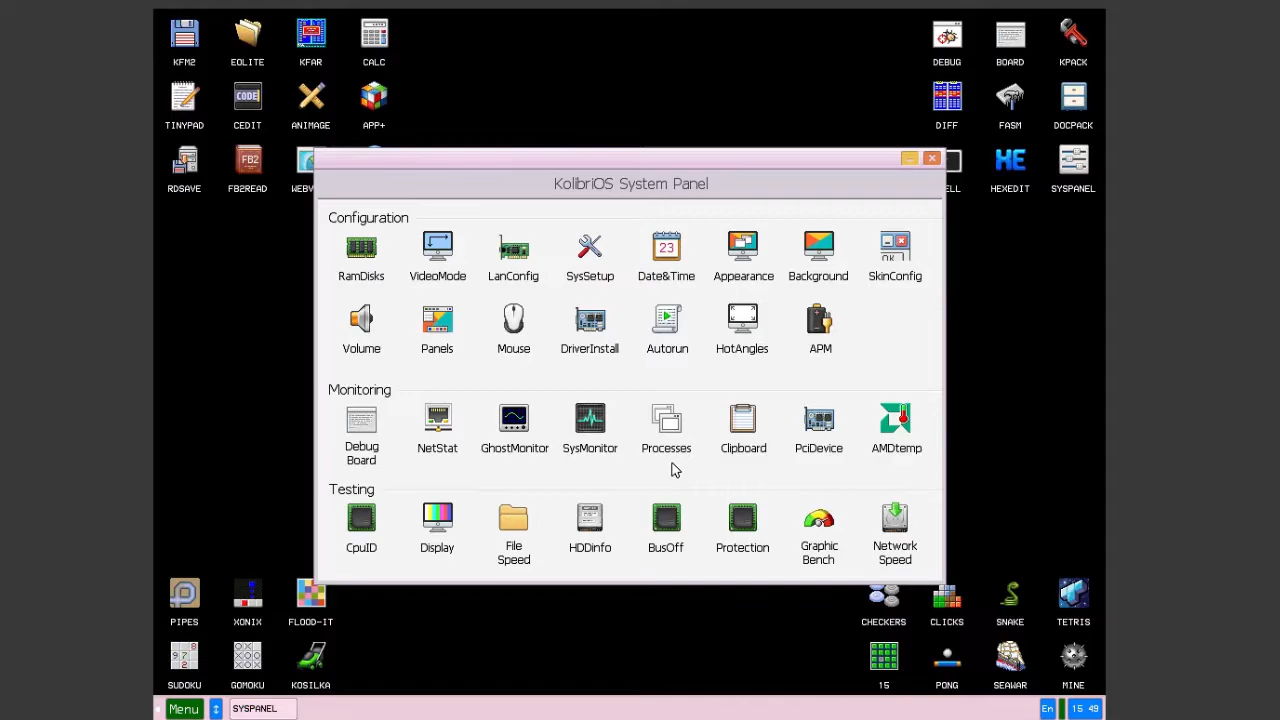 KFM2 EOLITE KFAR CALC DEBUG BOARD KPACK
TINYPAD CEDIT ANIMAGE APP+ DIFF FASM DOCPACK
RDSAVE FB2READ HEXEDIT SYSPANEL
KolibriOS System Panel
Configuration
RamDisks VideoMode LanConfig SysSetup Date&Time Appearance Background SkinConfig
Volume Panels Mouse DriverInstall Autorun HotAngles APM
Monitoring
Debug Board NetStat GhostMonitor SysMonitor Processes Clipboard PciDevice AMDtemp
Testing
CpuID Display File Speed HDDinfo BusOff Protection Graphic Bench Network Speed
PIPES XONIX FLOOD-IT CHECKERS CLICKS SNAKE TETRIS
SUDOKU GOMOKU KOSILKA 15 PONG SEAWAR MINE
Menu SYSPANEL En 15 49